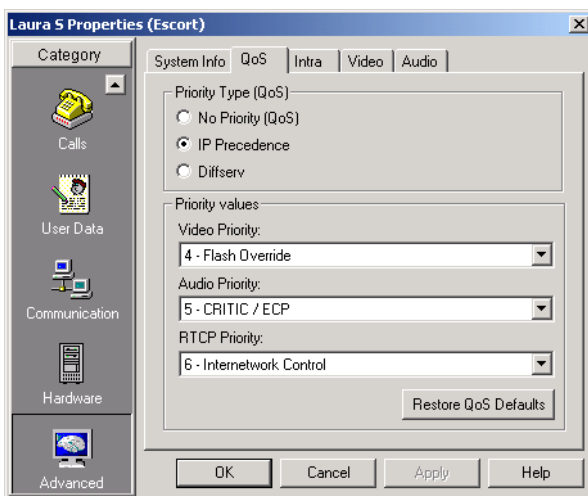 Laura S Properties (Escort)
Category
Calls
User Data
Communication
Hardware
Advanced
System Info QoS Intra Video Audio
Priority Type (QoS)
No Priority (QoS)
IP Precedence
Diffserv
Priority values
Video Priority:
4 - Flash Override
Audio Priority:
5 - CRITIC / ECP
RTCP Priority:
6 - Internetwork Control
Restore QoS Defaults
OK Cancel Apply Help